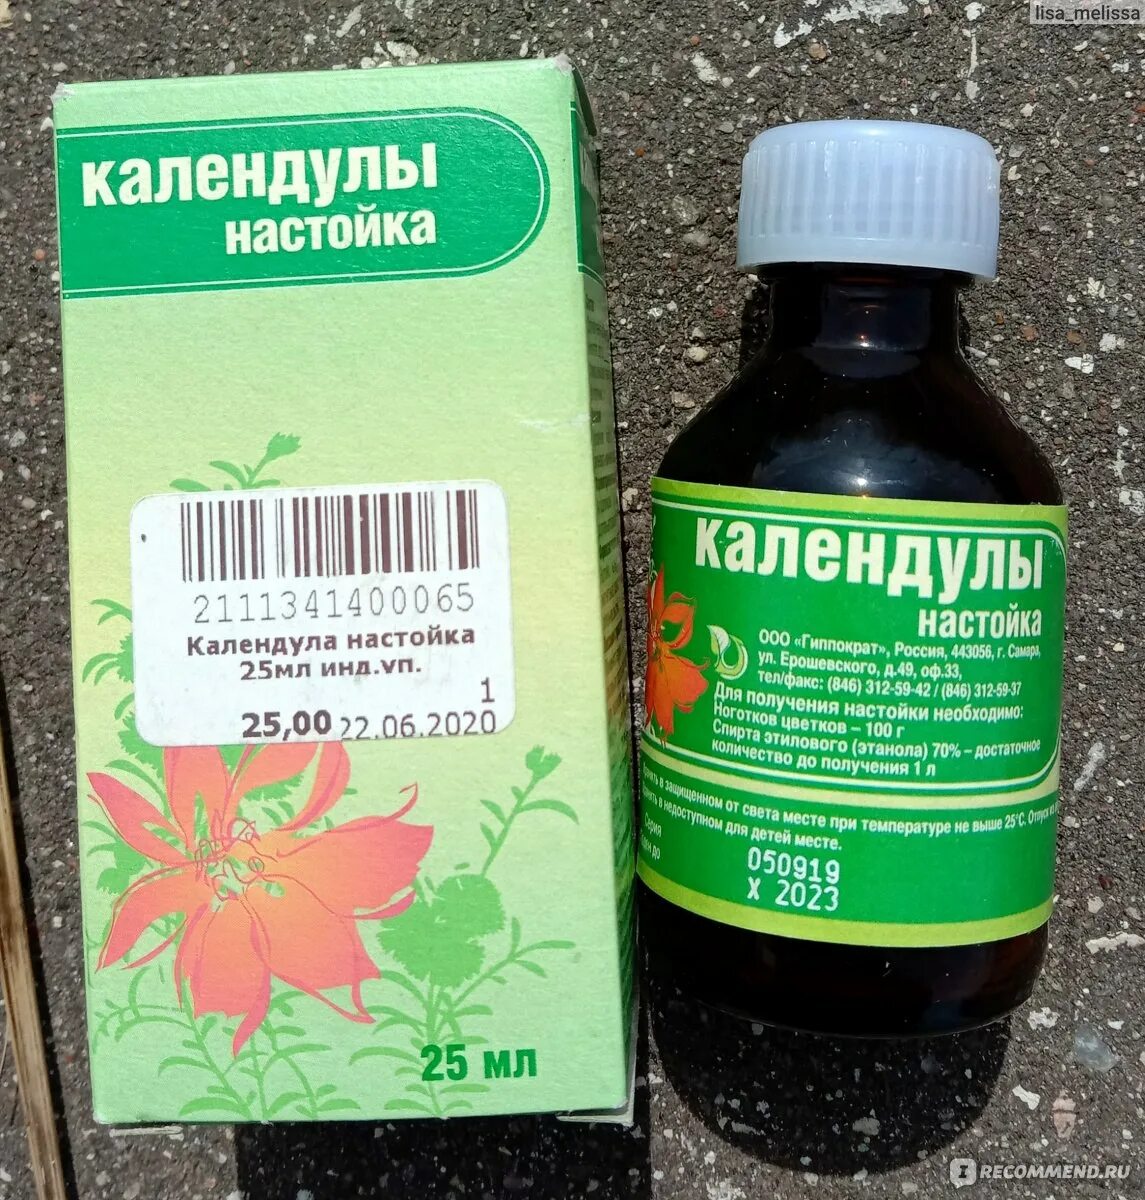 lisa_melissa
календулы
настойка
2111341400065
Календула настойка
25мл инд.уп.
1
25,00 22.06.2020
25 мл
календулы
настойка
ООО «Гиппократ», Россия, 443056, г. Самара,
ул. Ерошевского, д.49, оф.33,
тел/факс: (846) 312-59-42 / (846) 312-59-37
Для получения настойки необходимо:
Ноготков цветков – 100 г
Спирта этилового (этанола) 70% – достаточное
количество до получения 1 л
в защищенном от света месте при температуре не выше 25°С.
в недоступном для детей месте.
Серия
до
050919
X 2023
IRECOMMEND.RU